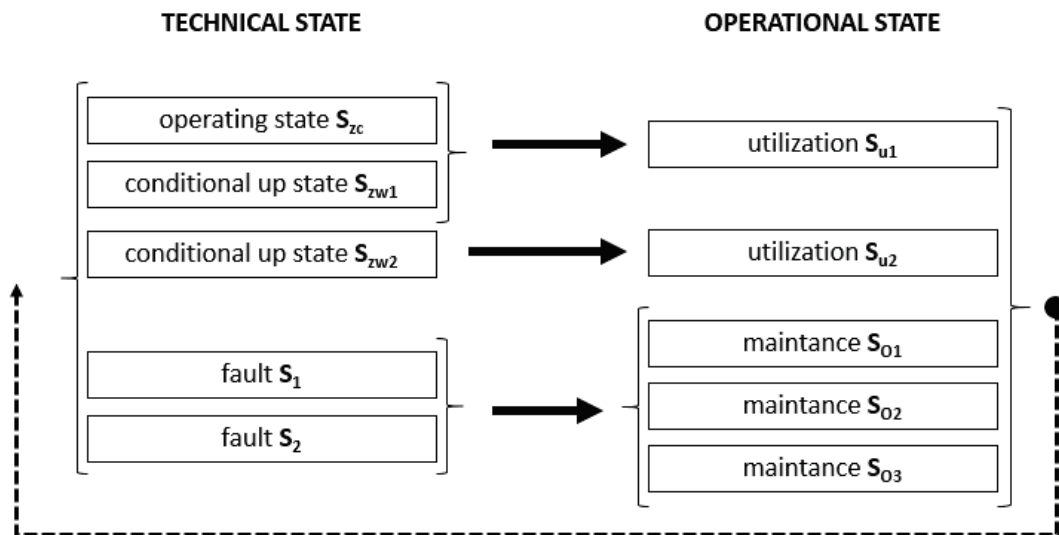 TECHNICAL STATE
OPERATIONAL STATE
operating state Szc
conditional up state Szw1
conditional up state Szw2
fault S1
fault S2
utilization Su1
utilization Su2
maintance SO1
maintance SO2
maintance SO3